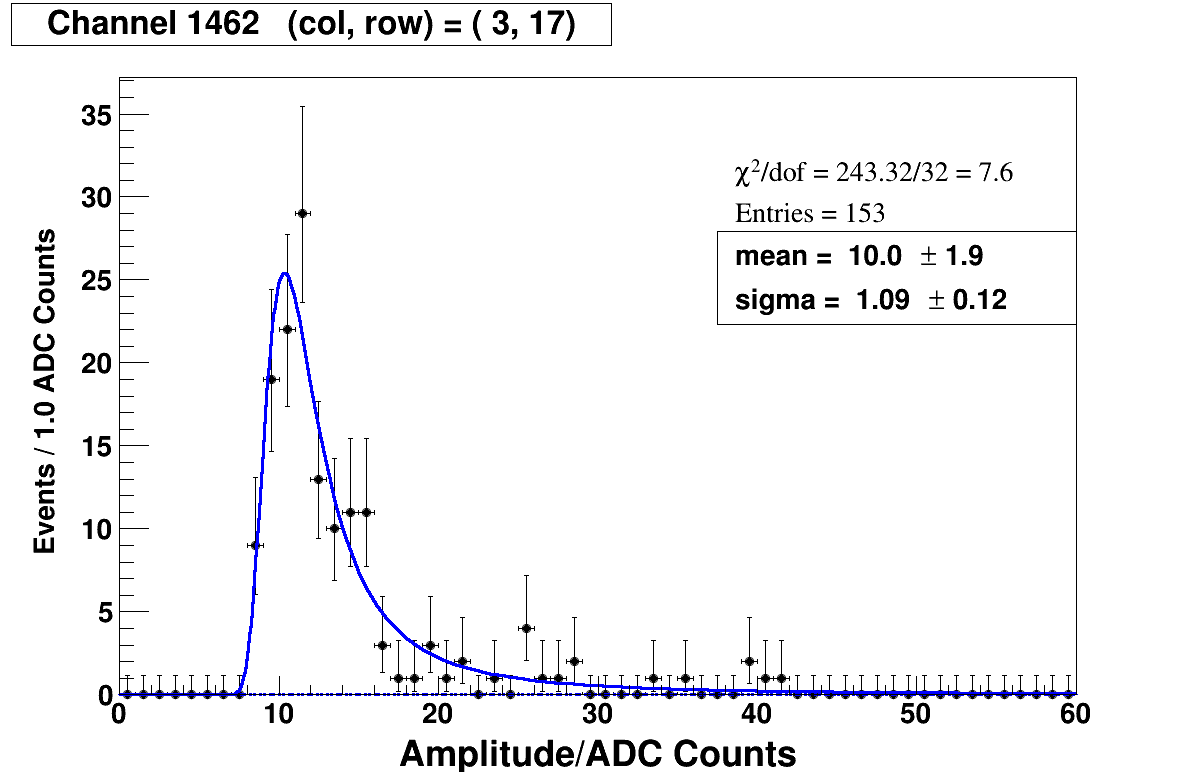 Channel 1462 (col, row) = ( 3, 17)
χ²/dof = 243.32/32 = 7.6
Entries = 153
mean = 10.0 ± 1.9
sigma = 1.09 ± 0.12
Events / 1.0 ADC Counts
35
30
25
20
15
10
5
0
0 10 20 30 40 50 60
Amplitude/ADC Counts